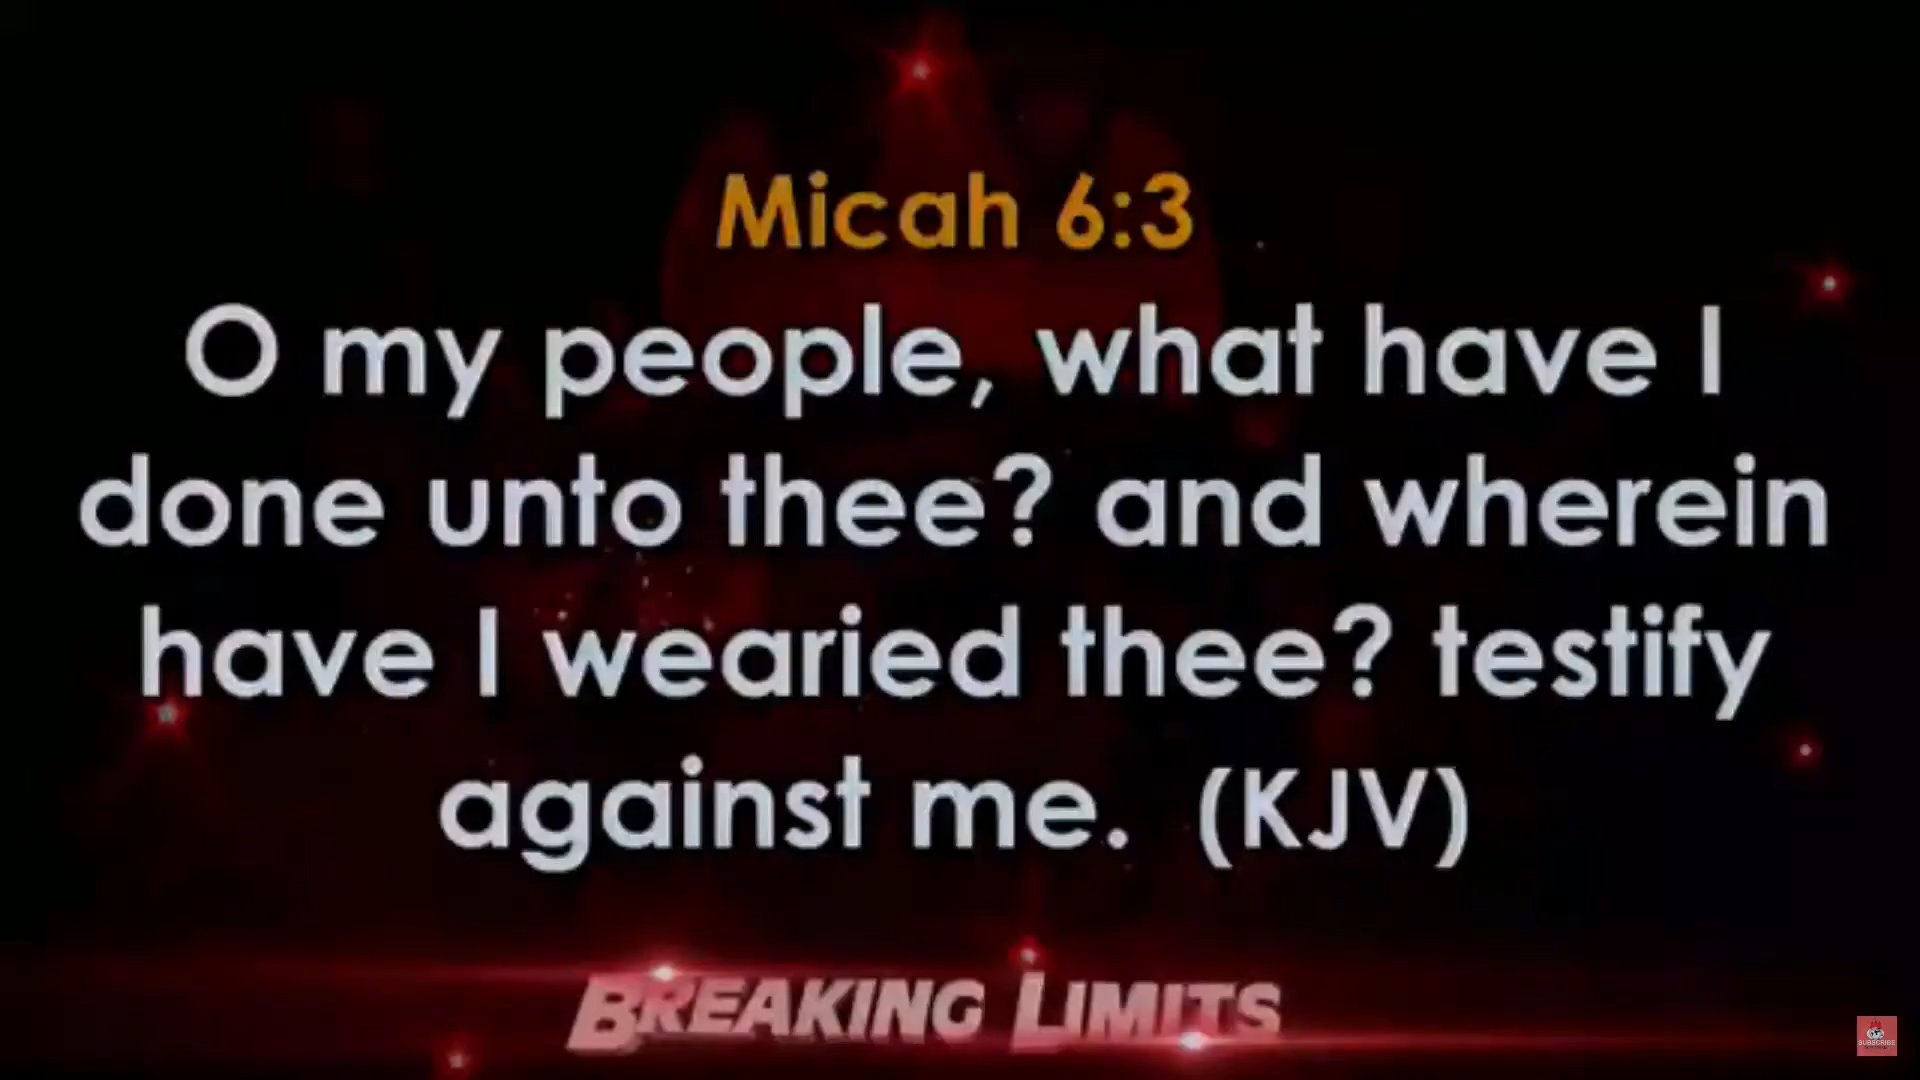 Micah 6:3
O my people, what have I
done unto thee? and wherein
have I wearied thee? testify
against me. (KJV)
BREAKING LIMITS
SUBSCRIBE